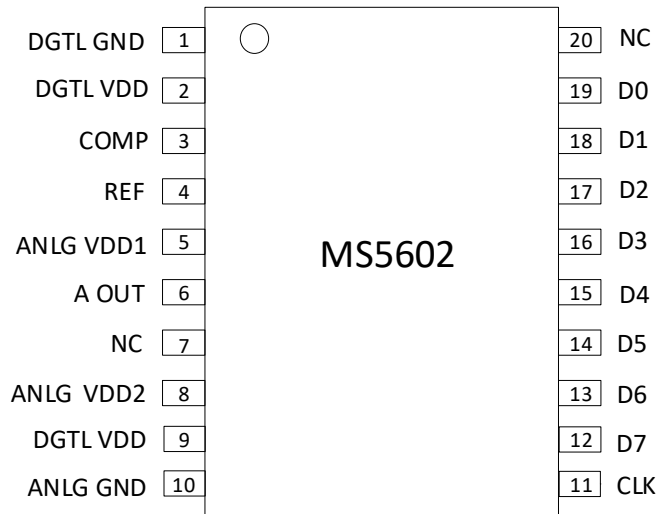 DGTL GND 1
DGTL VDD 2
COMP 3
REF 4
ANLG VDD1 5
A OUT 6
NC 7
ANLG VDD2 8
DGTL VDD 9
ANLG GND 10
MS5602
20 NC
19 D0
18 D1
17 D2
16 D3
15 D4
14 D5
13 D6
12 D7
11 CLK